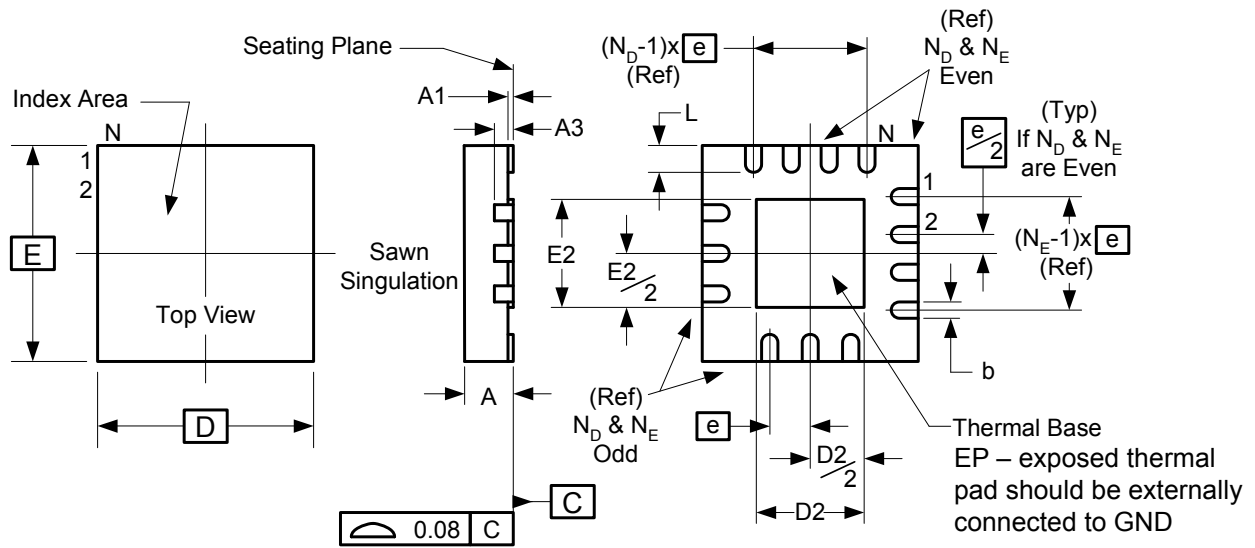 Seating Plane
Index Area
N
1
2
E
Top View
D
A1
A3
Sawn
Singulation
A
C
⌓ 0.08 C
(N_D-1)x e
(Ref)
(Ref)
N_D & N_E
Even
L
N
e/2
(Typ)
If N_D & N_E
are Even
1
2
(N_E-1)x e
(Ref)
E2
E2/2
b
(Ref)
N_D & N_E
Odd
e
D2/2
D2
Thermal Base
EP – exposed thermal
pad should be externally
connected to GND